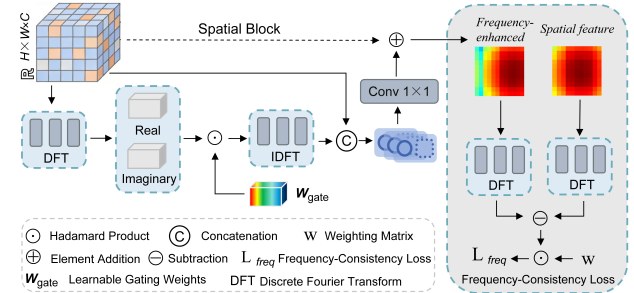 ℝ H×W×C
Spatial Block
Frequency-enhanced
Spatial feature
Conv 1×1
DFT
Real
Imaginary
IDFT
C
W gate
DFT
DFT
L freq
w
Frequency-Consistency Loss
Hadamard Product
C Concatenation
W Weighting Matrix
Element Addition
Subtraction
L freq Frequency-Consistency Loss
W gate Learnable Gating Weights
DFT Discrete Fourier Transform